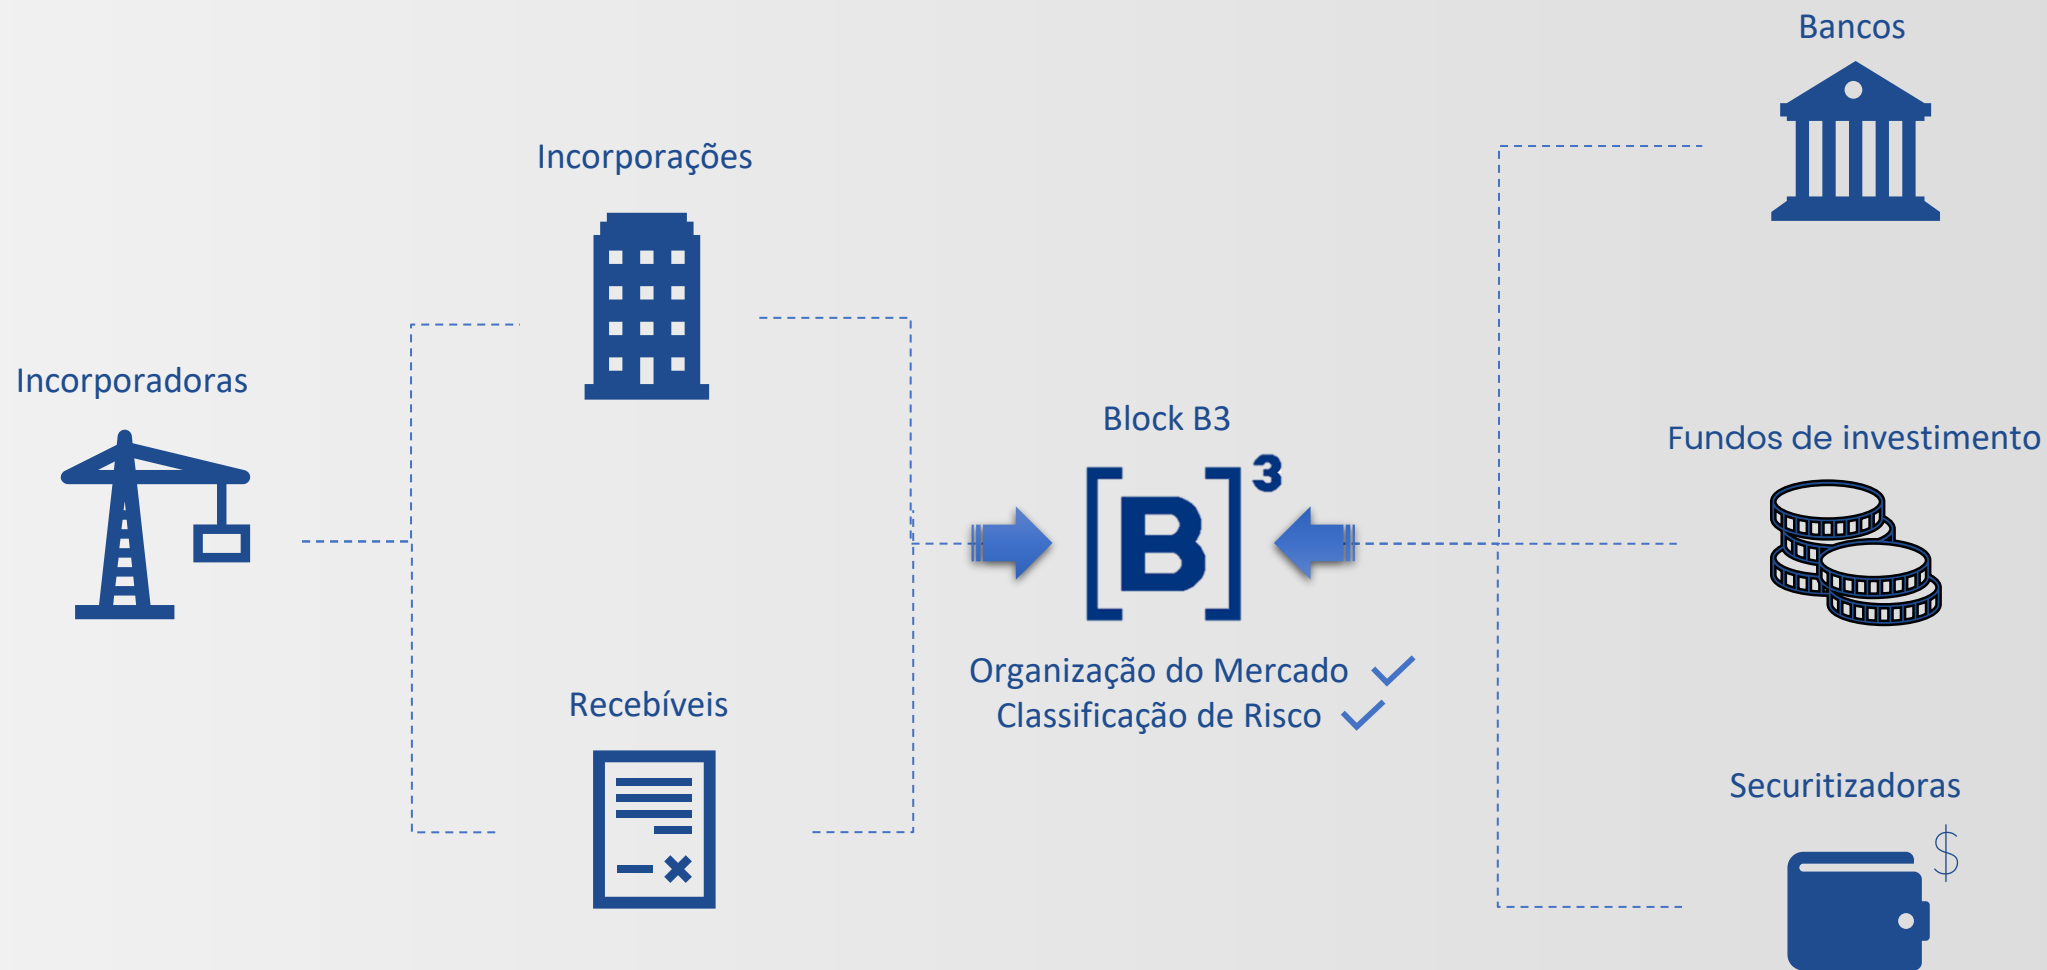 Bancos
Incorporações
Incorporadoras
Block B3
Fundos de investimento
[B]³
Organização do Mercado
Classificação de Risco
Recebíveis
Securitizadoras
$